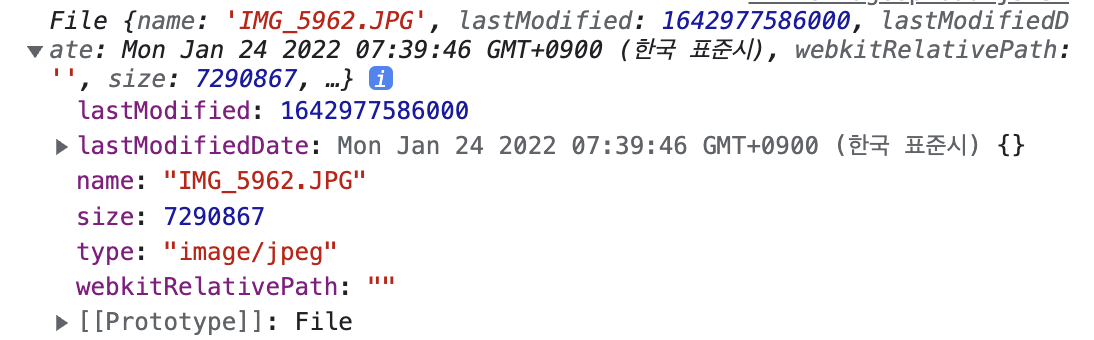 File {name: 'IMG_5962.JPG', lastModified: 1642977586000, lastModifiedD
ate: Mon Jan 24 2022 07:39:46 GMT+0900 (한국 표준시), webkitRelativePath:
'', size: 7290867, …} i
lastModified: 1642977586000
lastModifiedDate: Mon Jan 24 2022 07:39:46 GMT+0900 (한국 표준시) {}
name: "IMG_5962.JPG"
size: 7290867
type: "image/jpeg"
webkitRelativePath: ""
[[Prototype]]: File